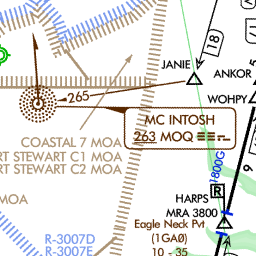 18
JANIE
ANKOR
265
WOHPY
MC INTOSH
263 MOQ
COASTAL 7 MOA
RT STEWART C1 MOA
RT STEWART C2 MOA
MOA
1800G
HARPS
R
MRA 3800
Eagle Neck Pvt
(1GA0)
10 - 35
R-3007D
R-3007E